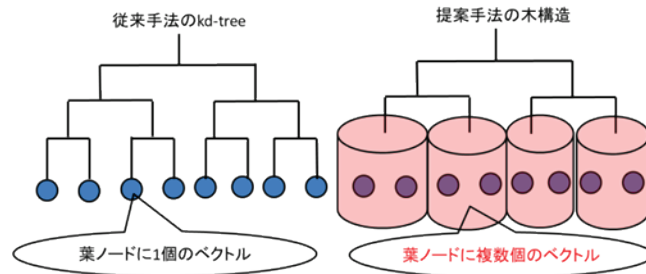 従来手法のkd-tree
提案手法の木構造
葉ノードに1個のベクトル
葉ノードに複数個のベクトル